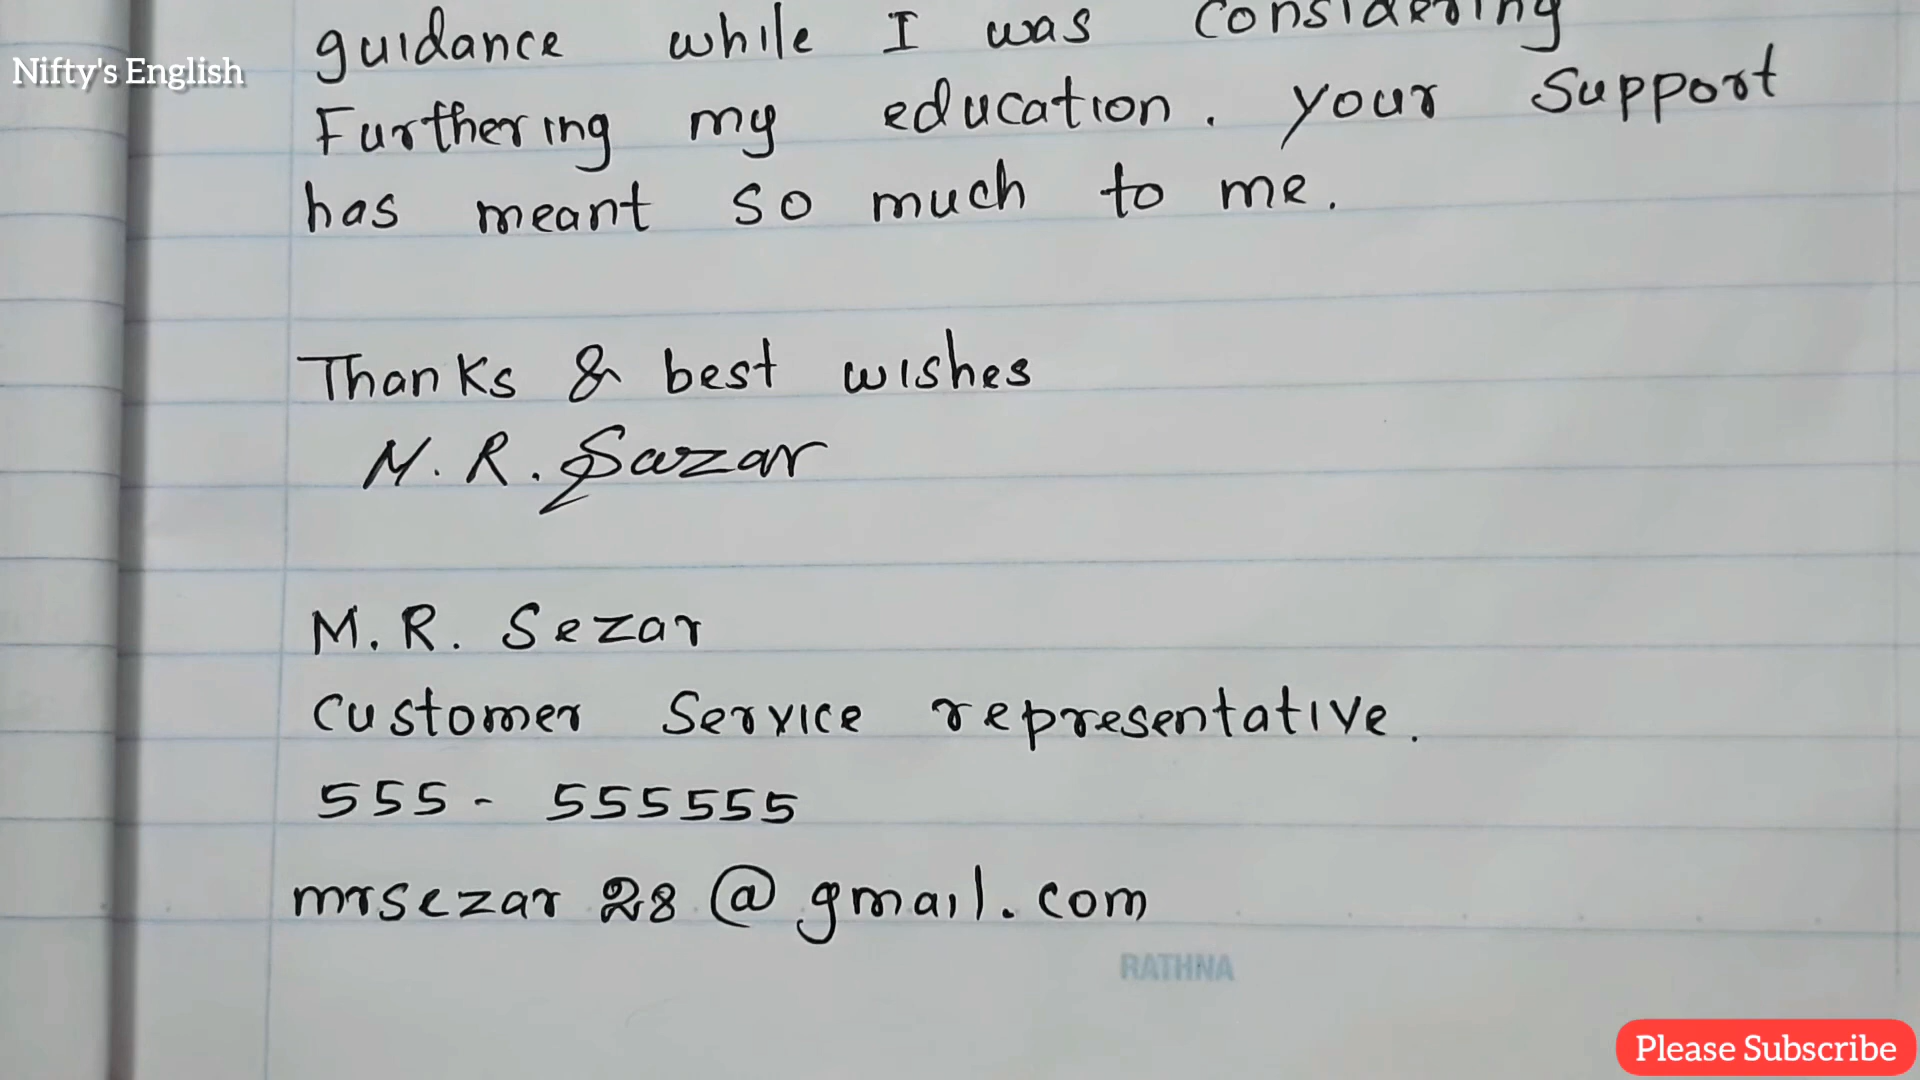 guidance while I was considering
Nifty's English
Furthering my education. your support
has meant so much to me.
Thanks & best wishes
M. R. Sazar
M. R. Sezar
Customer Service representative.
555 - 555555
mrsezar 28 @ gmail.com
RATHNA
Please Subscribe